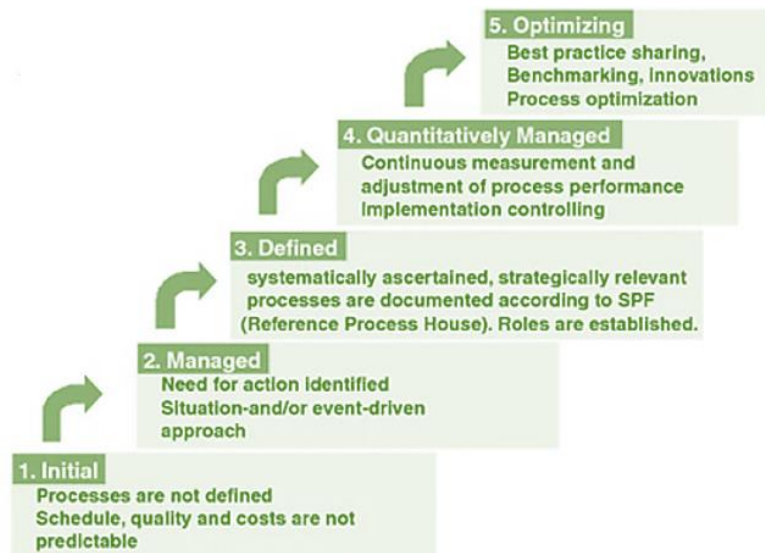 5. Optimizing
Best practice sharing,
Benchmarking, innovations
Process optimization
4. Quantitatively Managed
Continuous measurement and
adjustment of process performance
Implementation controlling
3. Defined
systematically ascertained, strategically relevant
processes are documented according to SPF
(Reference Process House). Roles are established.
2. Managed
Need for action identified
Situation-and/or event-driven
approach
1. Initial
Processes are not defined
Schedule, quality and costs are not
predictable